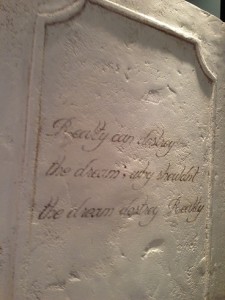 Reality can destroy
the dream; why shouldn't
the dream destroy Reality